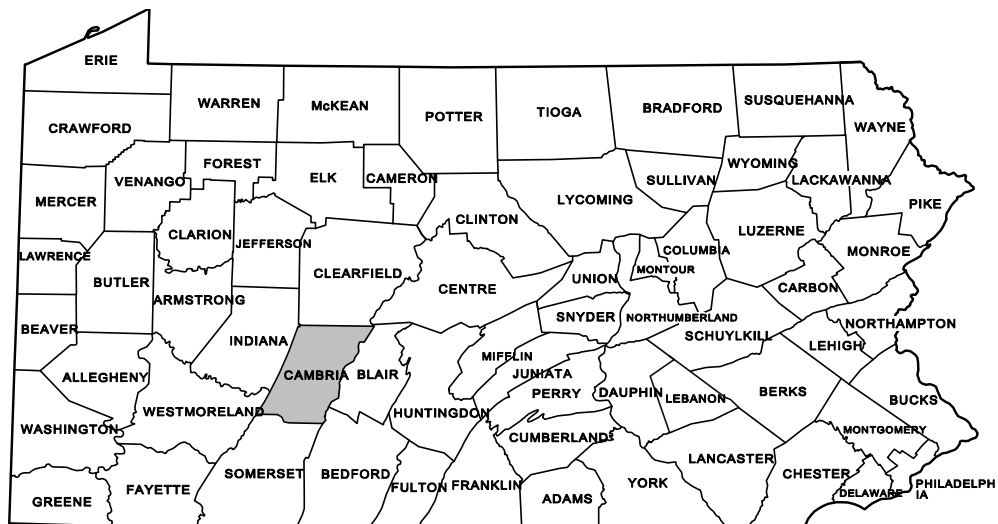 ERIE
WARREN
McKEAN
POTTER
TIOGA
BRADFORD
SUSQUEHANNA
CRAWFORD
WAYNE
FOREST
VENANGO
ELK
CAMERON
SULLIVAN
WYOMING
LACKAWANNA
MERCER
LYCOMING
PIKE
CLARION
JEFFERSON
CLINTON
LUZERNE
LAWRENCE
COLUMBIA
MONROE
BUTLER
CLEARFIELD
MONTOUR
UNION
CENTRE
CARBON
ARMSTRONG
BEAVER
SNYDER
NORTHUMBERLAND
NORTHAMPTON
INDIANA
SCHUYLKILL
LEHIGH
MIFFLIN
ALLEGHENY
CAMBRIA
BLAIR
JUNIATA
PERRY
DAUPHIN
LEBANON
BERKS
BUCKS
WESTMORELAND
HUNTINGDON
WASHINGTON
CUMBERLAND
MONTGOMERY
SOMERSET
BEDFORD
LANCASTER
CHESTER
FULTON
FRANKLIN
YORK
FAYETTE
GREENE
ADAMS
DELAWARE
PHILADELPH
IA